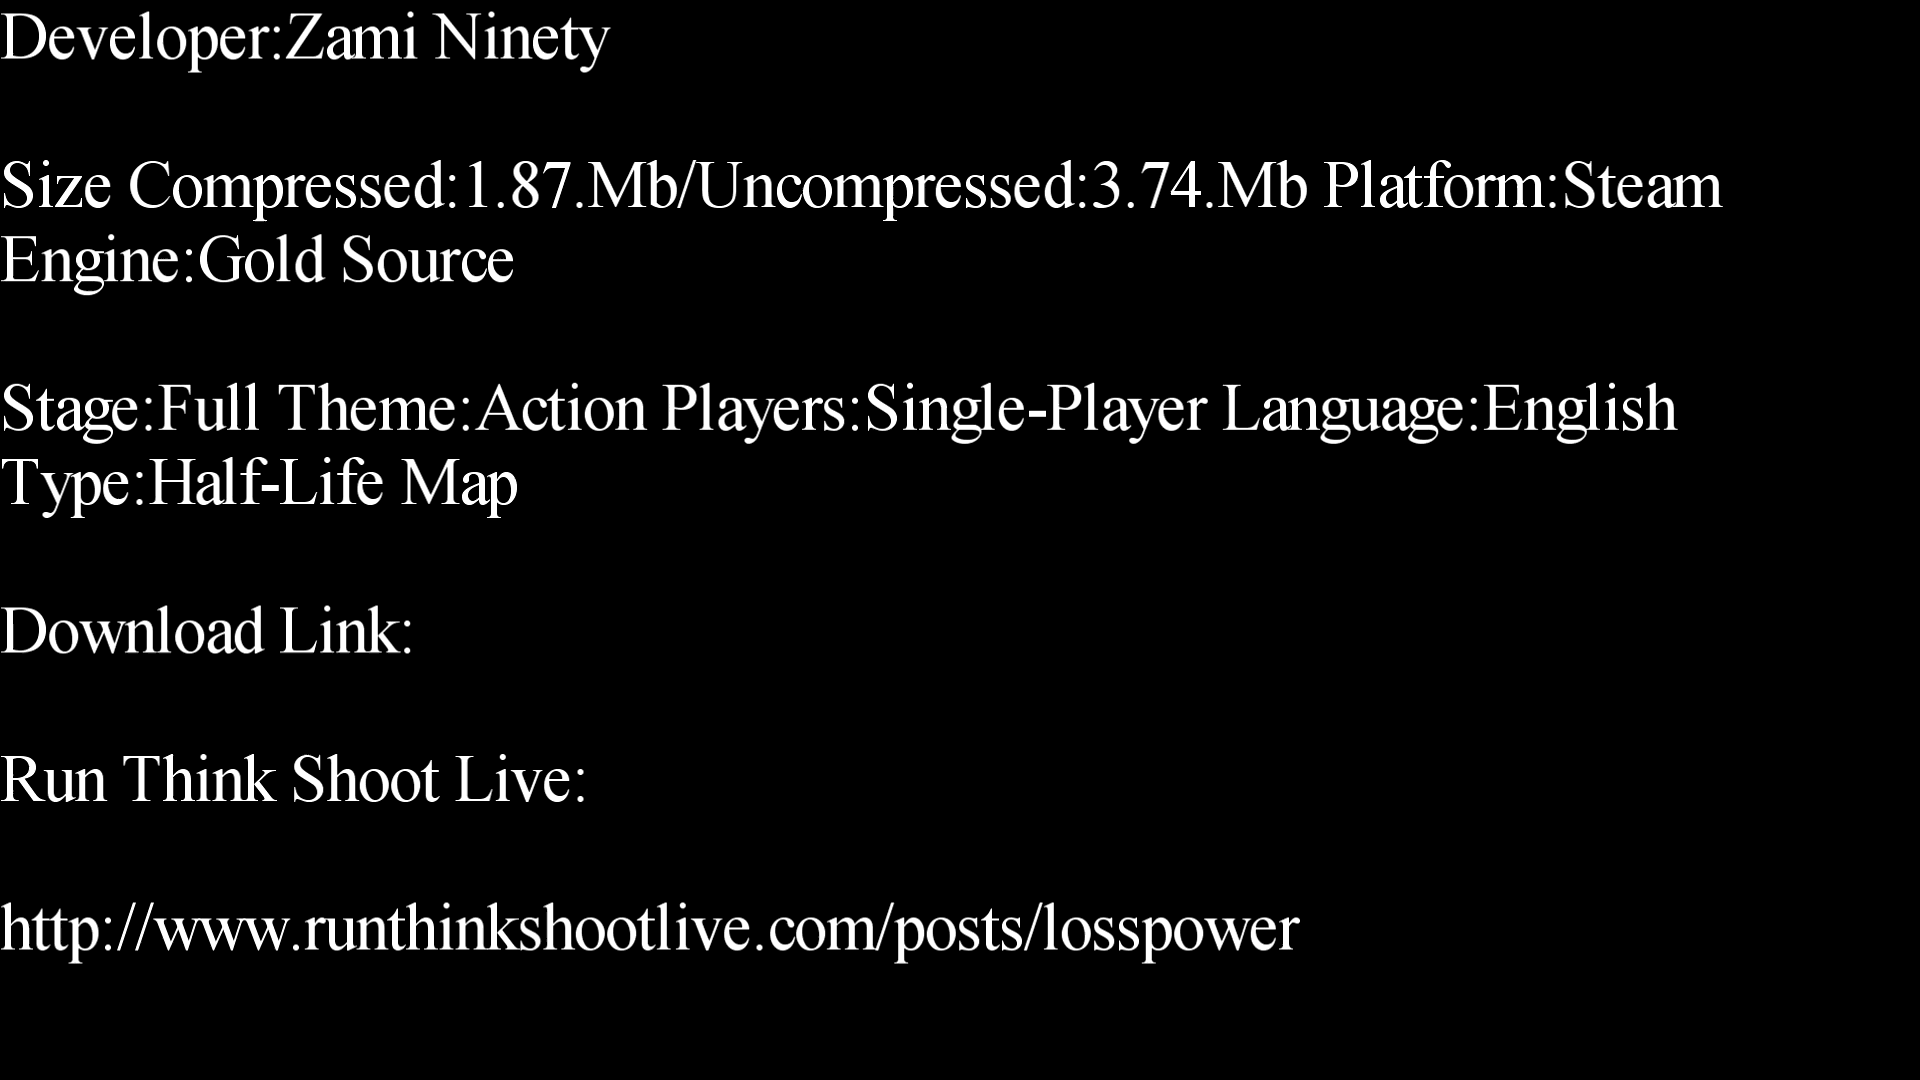 Developer:Zami Ninety
Size Compressed:1.87.Mb/Uncompressed:3.74.Mb Platform:Steam
Engine:Gold Source
Stage:Full Theme:Action Players:Single-Player Language:English
Type:Half-Life Map
Download Link:
Run Think Shoot Live:
http://www.runthinkshootlive.com/posts/losspower